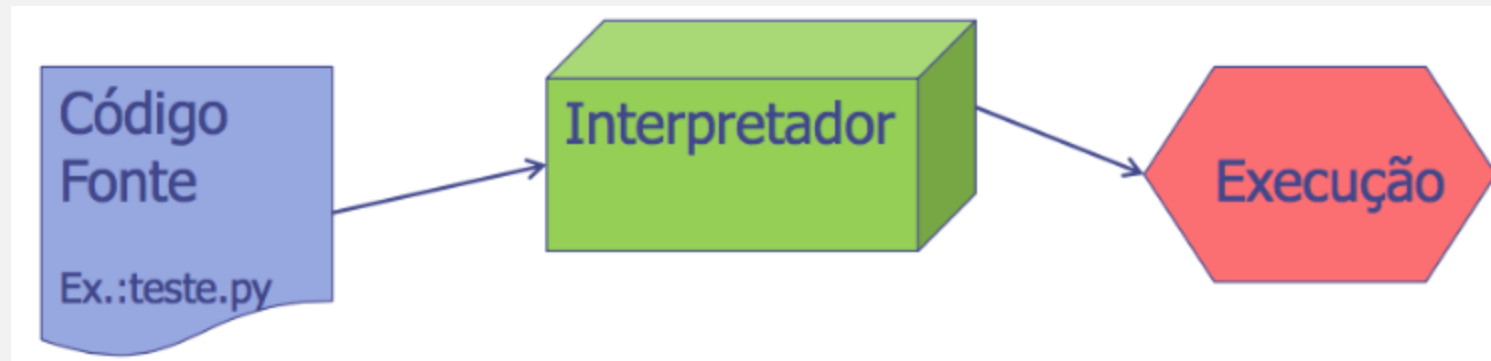 Código
Fonte
Ex.:teste.py
Interpretador
Execução